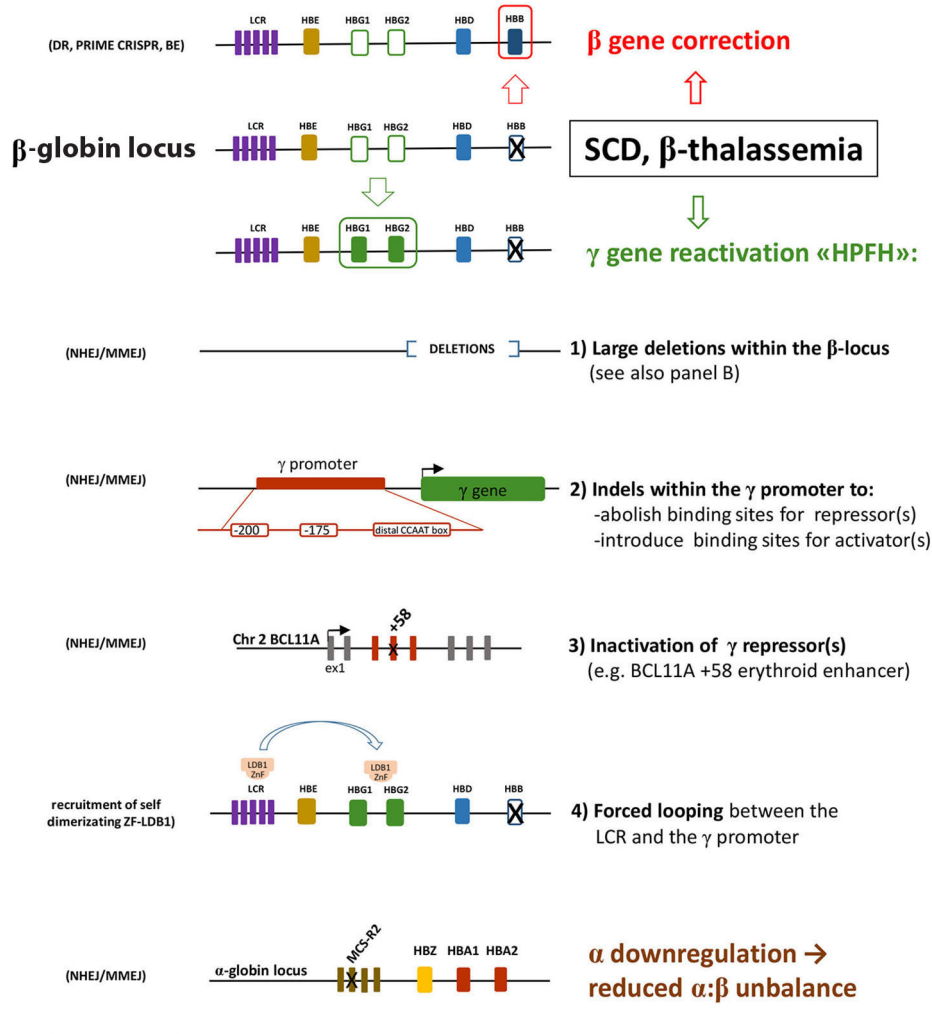 LCR HBE HBG1 HBG2 HBD HBB
(DR, PRIME CRISPR, BE)
β gene correction
LCR HBE HBG1 HBG2 HBD HBB
β-globin locus
X
SCD, β-thalassemia
LCR HBE HBG1 HBG2 HBD HBB
X
γ gene reactivation «HPFH»:
(NHEJ/MMEJ)
DELETIONS
1) Large deletions within the β-locus
(see also panel B)
(NHEJ/MMEJ)
γ promoter
γ gene
-200 -175 distal CCAAT box
2) Indels within the γ promoter to:
-abolish binding sites for repressor(s)
-introduce binding sites for activator(s)
(NHEJ/MMEJ)
Chr 2 BCL11A
+58
X
ex1
3) Inactivation of γ repressor(s)
(e.g. BCL11A +58 erythroid enhancer)
LDB1
ZnF
LDB1
ZnF
LCR HBE HBG1 HBG2 HBD HBB
X
recruitment of self
dimerizating ZF-LDB1)
4) Forced looping between the
LCR and the γ promoter
(NHEJ/MMEJ)
α-globin locus
MCS-R2
X
HBZ HBA1 HBA2
α downregulation →
reduced α:β unbalance